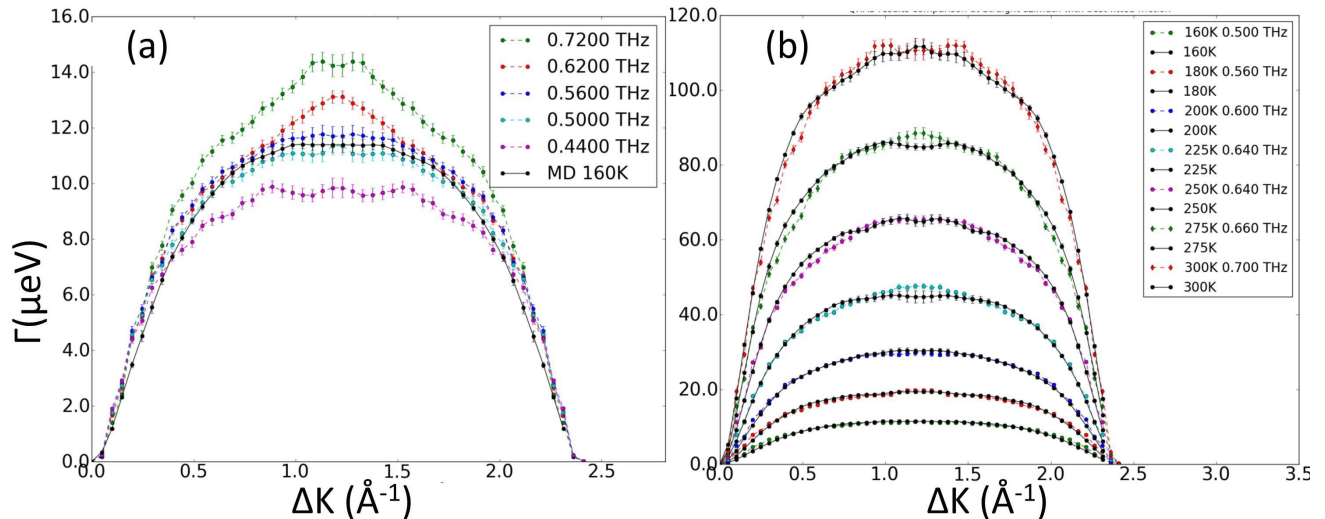 (a)
16.0
14.0
12.0
10.0
8.0
6.0
4.0
2.0
0.0
0.0
0.5
1.0
1.5
2.0
2.5
Γ(μeV)
ΔK (Å⁻¹)
0.7200 THz
0.6200 THz
0.5600 THz
0.5000 THz
0.4400 THz
MD 160K
(b)
120.0
100.0
80.0
60.0
40.0
20.0
0.0
0.0
0.5
1.0
1.5
2.0
2.5
3.0
3.5
ΔK (Å⁻¹)
160K 0.500 THz
160K
180K 0.560 THz
180K
200K 0.600 THz
200K
225K 0.640 THz
225K
250K 0.640 THz
250K
275K 0.660 THz
275K
300K 0.700 THz
300K